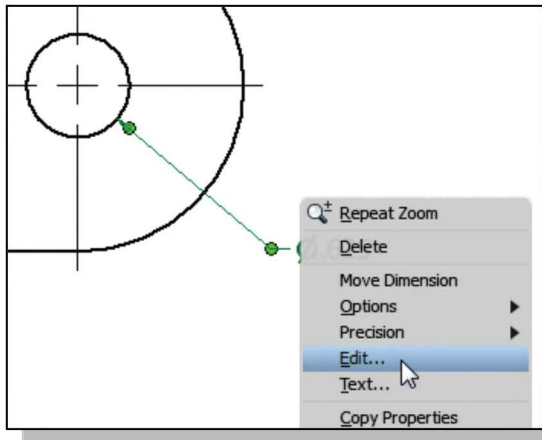 Repeat Zoom
Delete
Move Dimension
Options
Precision
Edit...
Text...
Copy Properties